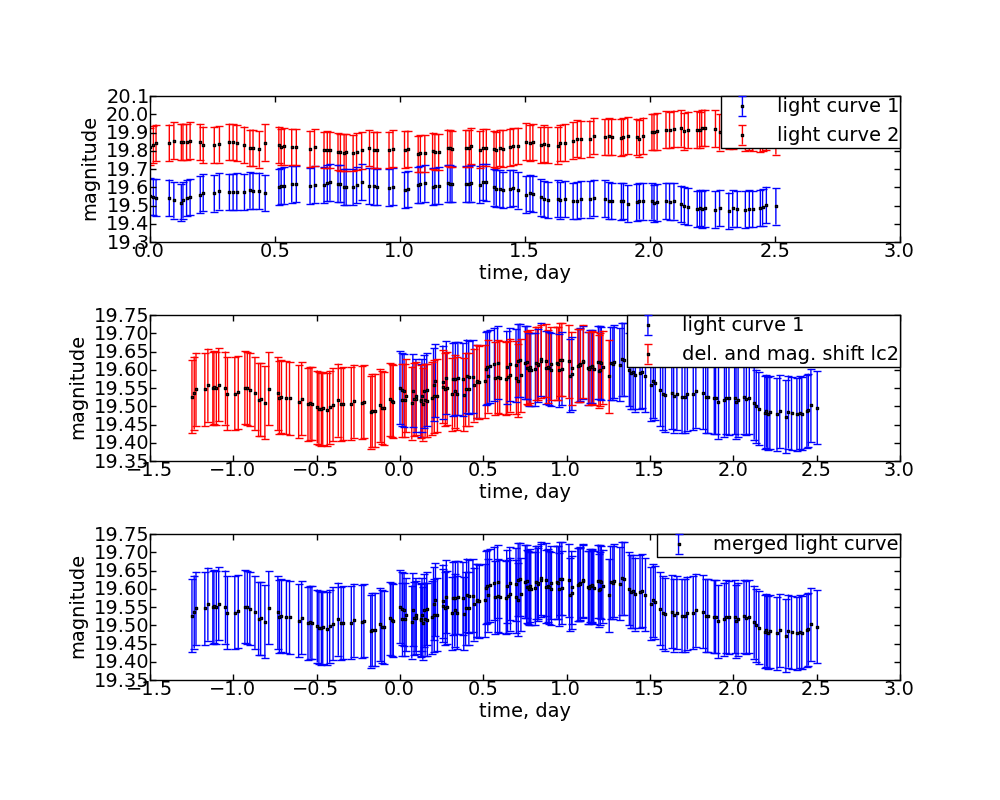 20.1
20.0
19.9
19.8
19.7
19.6
19.5
19.4
19.3
magnitude
light curve 1
light curve 2
0.0 0.5 1.0 1.5 2.0 2.5 3.0
time, day
19.75
19.70
19.65
19.60
19.55
19.50
19.45
19.40
19.35
magnitude
light curve 1
del. and mag. shift lc2
−1.5 −1.0 −0.5 0.0 0.5 1.0 1.5 2.0 2.5 3.0
time, day
19.75
19.70
19.65
19.60
19.55
19.50
19.45
19.40
19.35
magnitude
merged light curve
−1.5 −1.0 −0.5 0.0 0.5 1.0 1.5 2.0 2.5 3.0
time, day